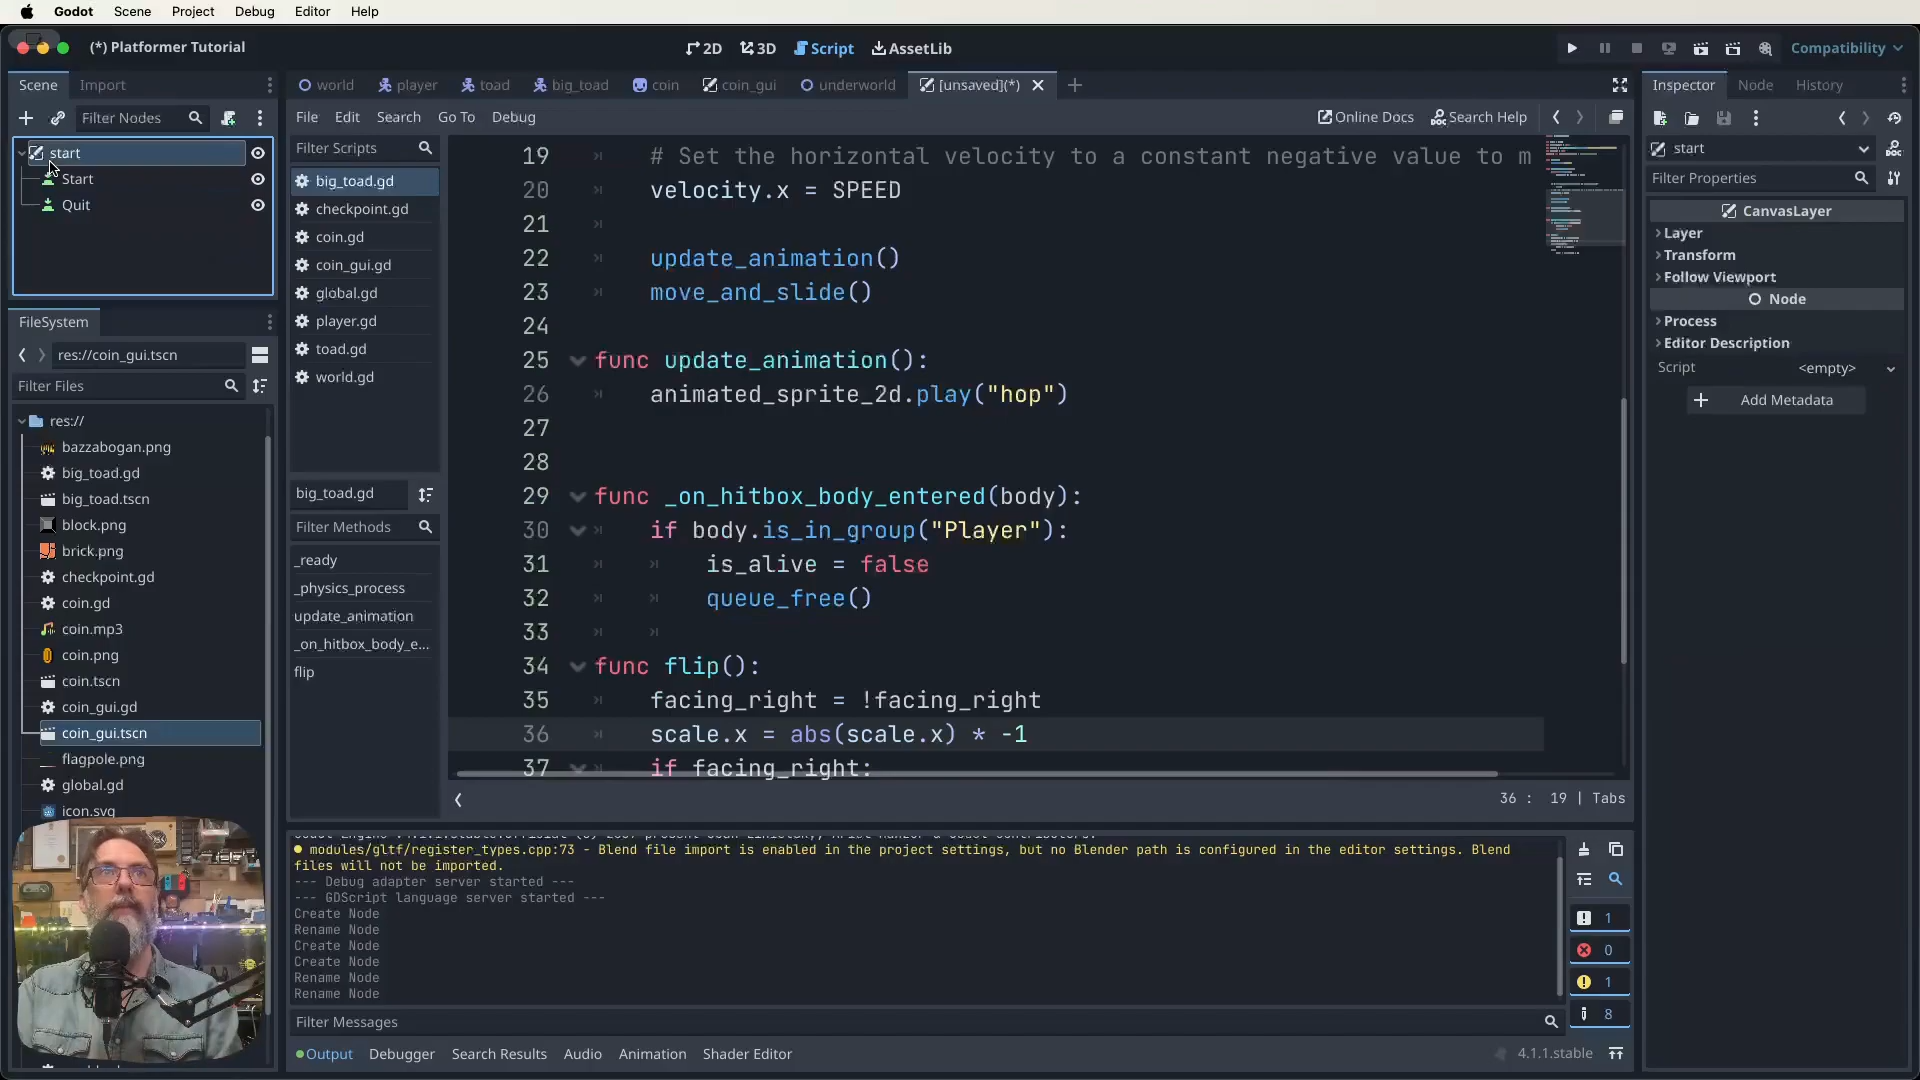 Godot Scene Project Debug Editor Help
(*) Platformer Tutorial
2D 3D Script AssetLib
Compatibility
Scene Import
world player toad big_toad coin coin_gui underworld [unsaved](*)
Inspector Node History
Filter Nodes
File Edit Search Go To Debug
Online Docs Search Help
start
Start
Quit
Filter Scripts
big_toad.gd
checkpoint.gd
coin.gd
coin_gui.gd
global.gd
player.gd
toad.gd
world.gd
big_toad.gd
Filter Methods
_ready
_physics_process
update_animation
_on_hitbox_body_e...
flip
19 # Set the horizontal velocity to a constant negative value to m
20 velocity.x = SPEED
21
22 update_animation()
23 move_and_slide()
24
25 func update_animation():
26 animated_sprite_2d.play("hop")
27
28
29 func _on_hitbox_body_entered(body):
30 if body.is_in_group("Player"):
31 is_alive = false
32 queue_free()
33
34 func flip():
35 facing_right = !facing_right
36 scale.x = abs(scale.x) * -1
37 if facing_right:
36 : 19 | Tabs
start
Filter Properties
CanvasLayer
Layer
Transform
Follow Viewport
Node
Process
Editor Description
Script <empty>
Add Metadata
FileSystem
res://coin_gui.tscn
Filter Files
res://
bazzabogan.png
big_toad.gd
big_toad.tscn
block.png
brick.png
checkpoint.gd
coin.gd
coin.mp3
coin.png
coin.tscn
coin_gui.gd
coin_gui.tscn
flagpole.png
global.gd
icon.svg
modules/gltf/register_types.cpp:73 - Blend file import is enabled in the project settings, but no Blender path is configured in the editor settings. Blend
files will not be imported.
--- Debug adapter server started ---
--- GDScript language server started ---
Create Node
Rename Node
Create Node
Create Node
Rename Node
Rename Node
1
0
1
8
Filter Messages
Output Debugger Search Results Audio Animation Shader Editor
4.1.1.stable